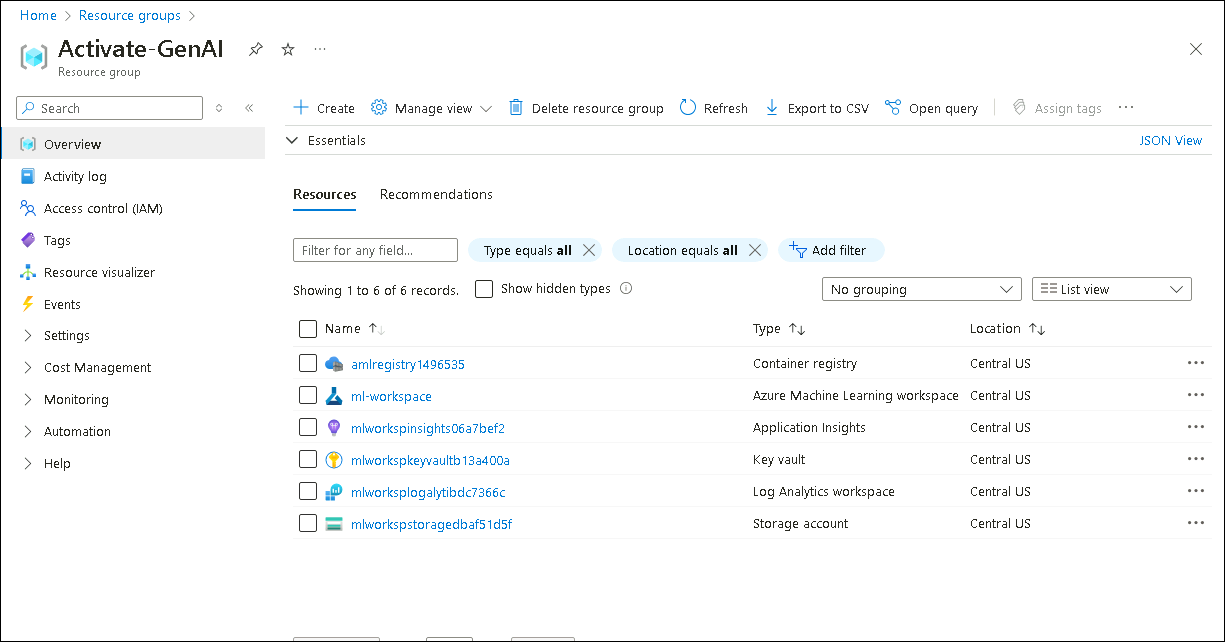 Home > Resource groups >
Activate-GenAI ...
Resource group
Search
Overview
Activity log
Access control (IAM)
Tags
Resource visualizer
Events
Settings
Cost Management
Monitoring
Automation
Help
Create Manage view Delete resource group Refresh Export to CSV Open query Assign tags ...
Essentials JSON View
Resources Recommendations
Filter for any field... Type equals all Location equals all Add filter
Showing 1 to 6 of 6 records. Show hidden types No grouping List view
Name Type Location
amlregistry1496535 Container registry Central US ...
ml-workspace Azure Machine Learning workspace Central US ...
mlworkspinsights06a7bef2 Application Insights Central US ...
mlworkspkeyvaultb13a400a Key vault Central US ...
mlworksplogalytibdc7366c Log Analytics workspace Central US ...
mlworkspstoragedbaf51d5f Storage account Central US ...